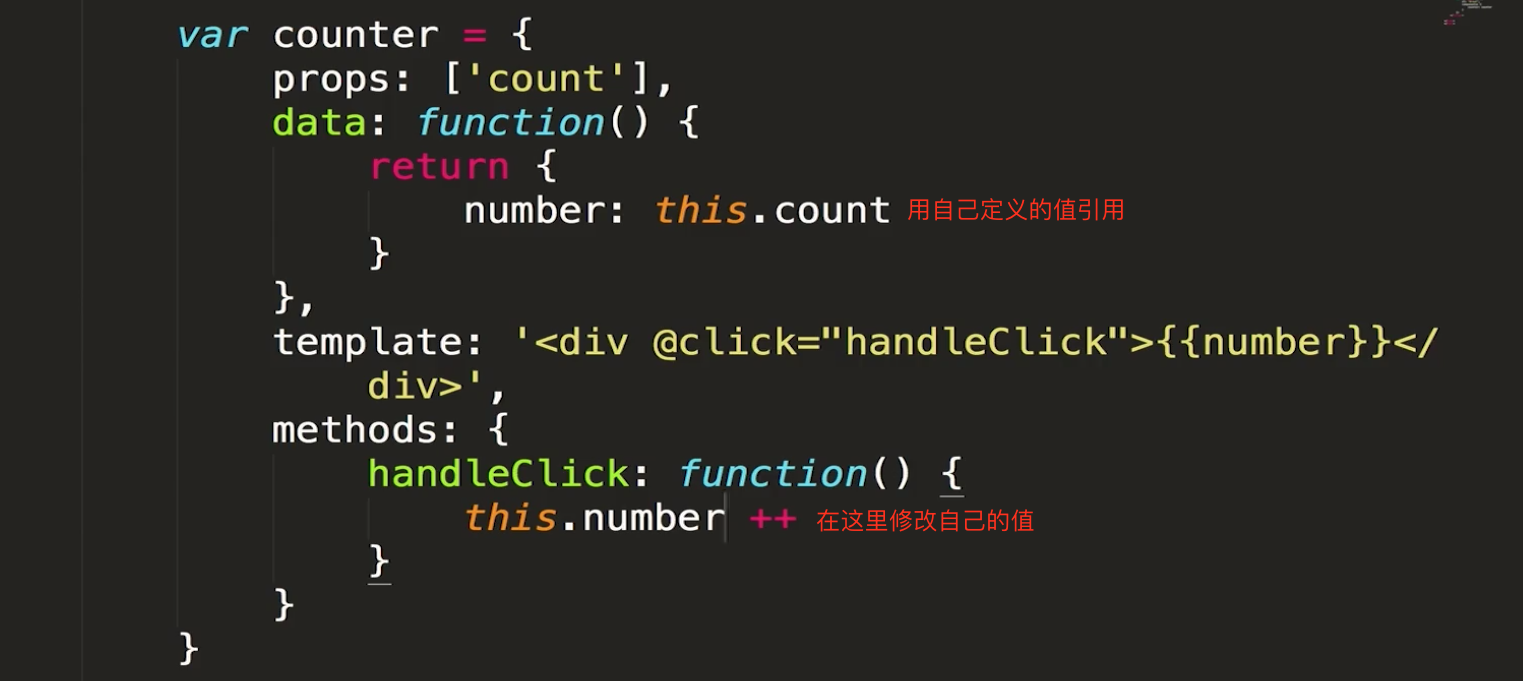 var counter = {
props: ['count'],
data: function() {
return {
number: this.count 用自己定义的值引用
}
},
template: '<div @click="handleClick">{{number}}</
div>',
methods: {
handleClick: function() {
this.number ++ 在这里修改自己的值
}
}
}